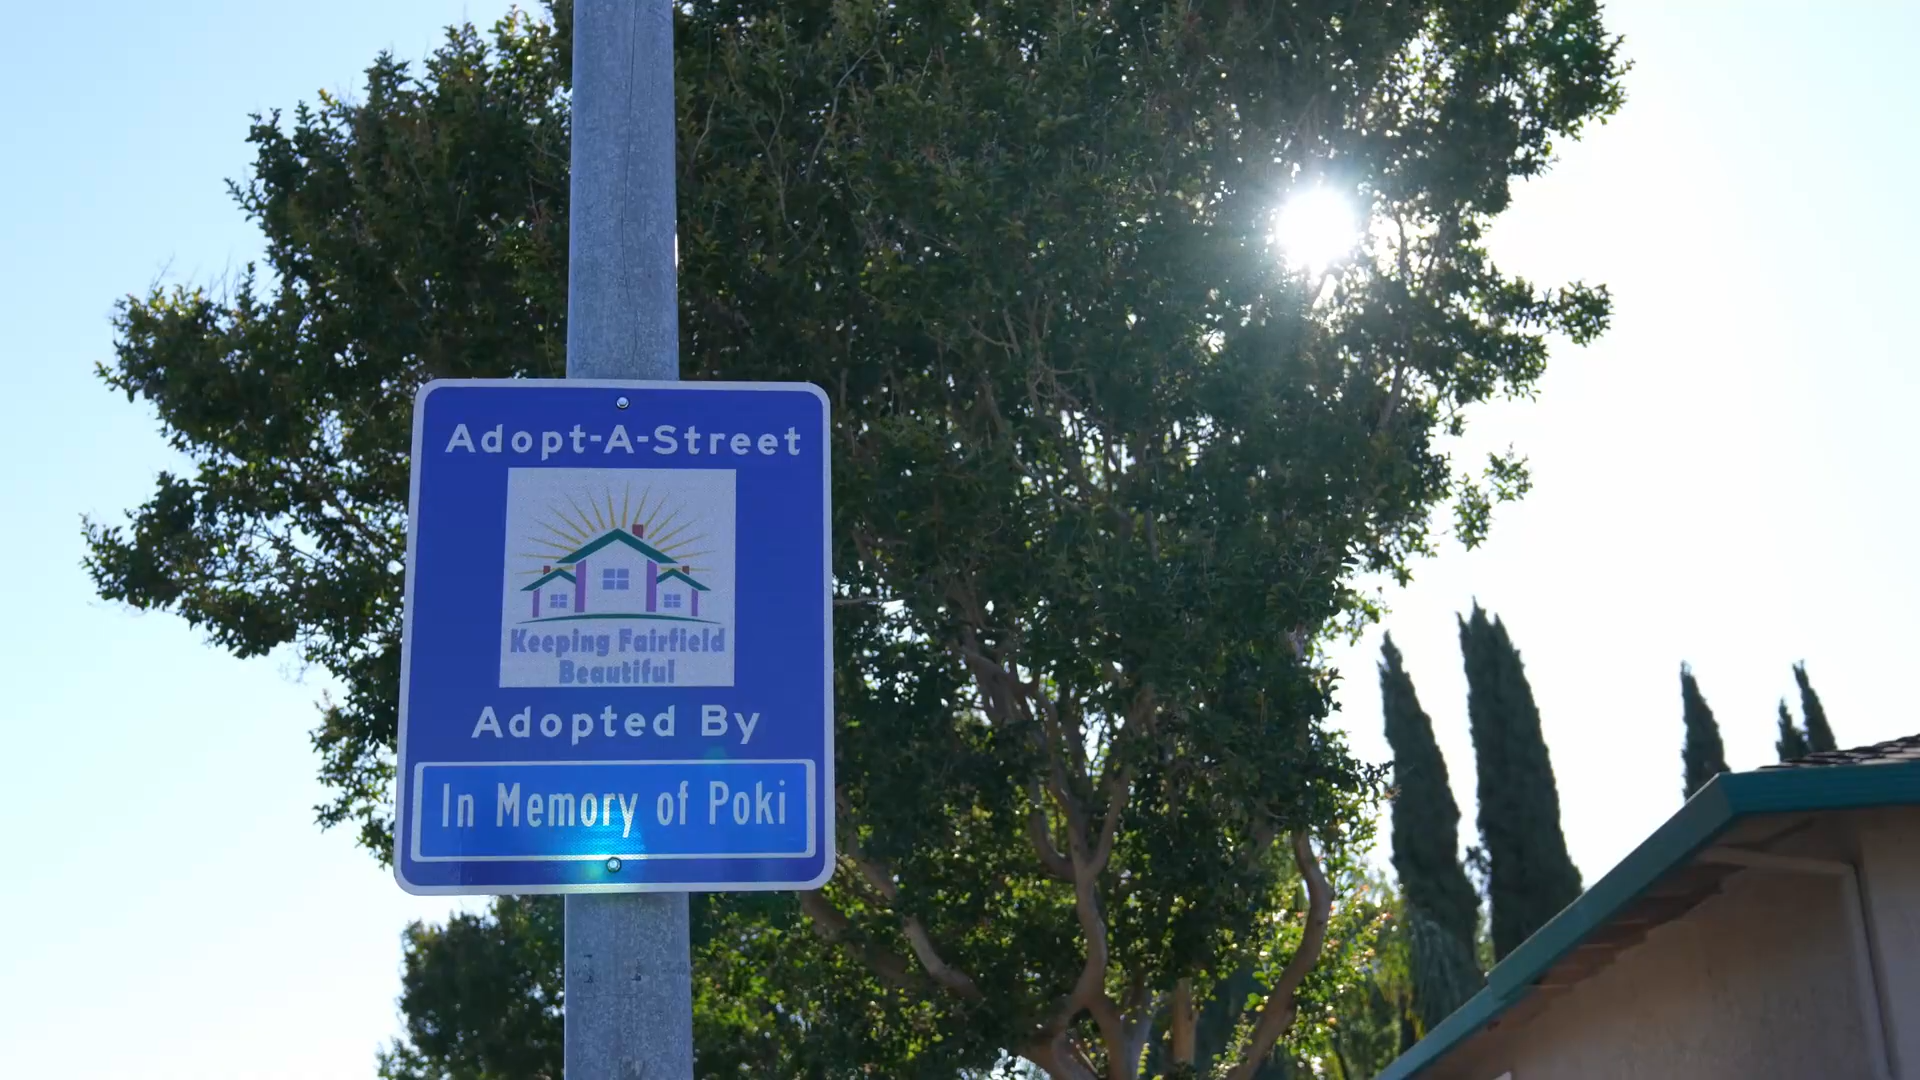 Adopt-A-Street
Keeping Fairfield
Beautiful
Adopted By
In Memory of Poki